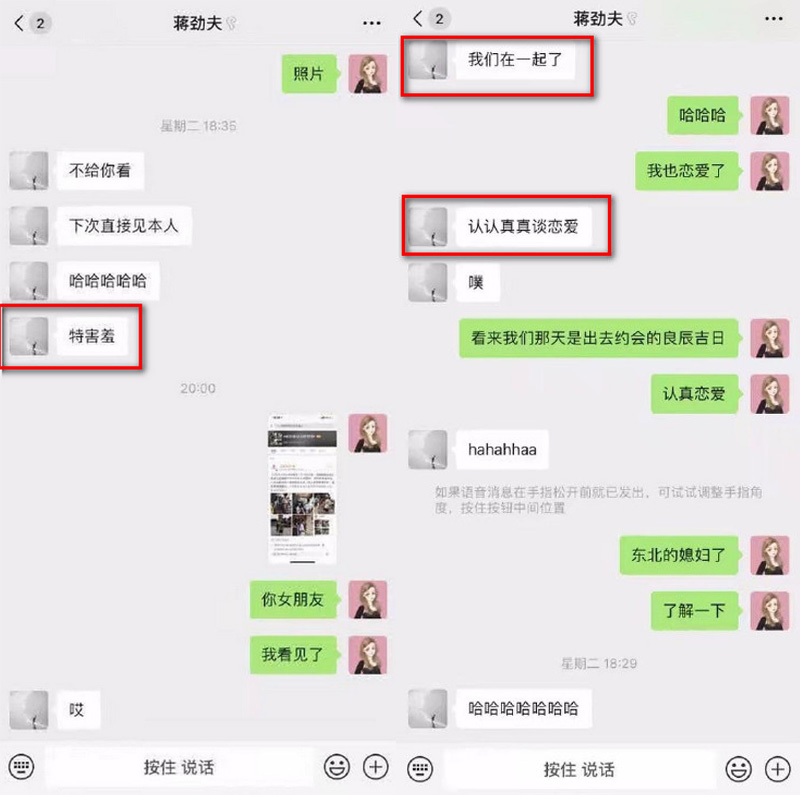 2
蒋劲夫
照片
星期二 18:35
不给你看
下次直接见本人
哈哈哈哈哈
特害羞
20:00
你女朋友
我看见了
哎
按住 说话
2
蒋劲夫
我们在一起了
哈哈哈
我也恋爱了
认认真真谈恋爱
噗
看来我们那天是出去约会的良辰吉日
认真恋爱
hahahhaa
如果语音消息在手指松开前就已发出，可试试调整手指角
度，按住按钮中间位置
东北的媳妇了
了解一下
星期二 18:29
哈哈哈哈哈哈哈
按住 说话